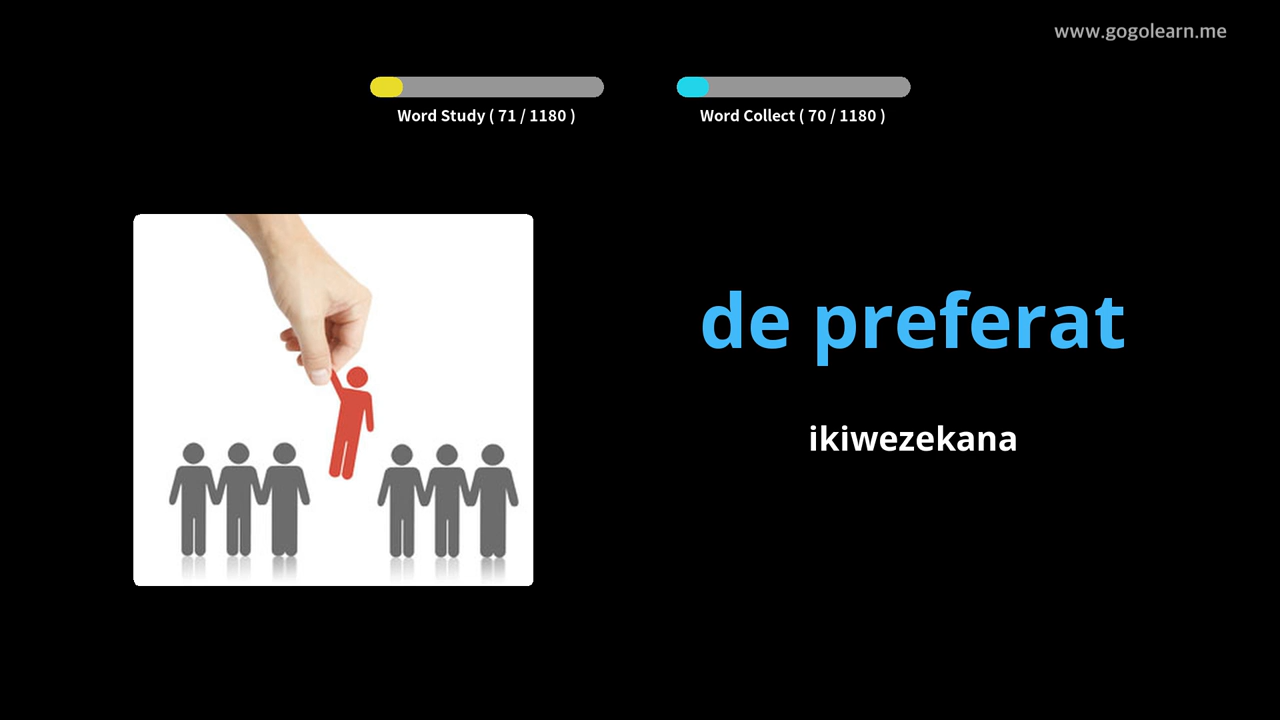 www.gogolearn.me
Word Study ( 71 / 1180 )
Word Collect ( 70 / 1180 )
de preferat
ikiwezekana